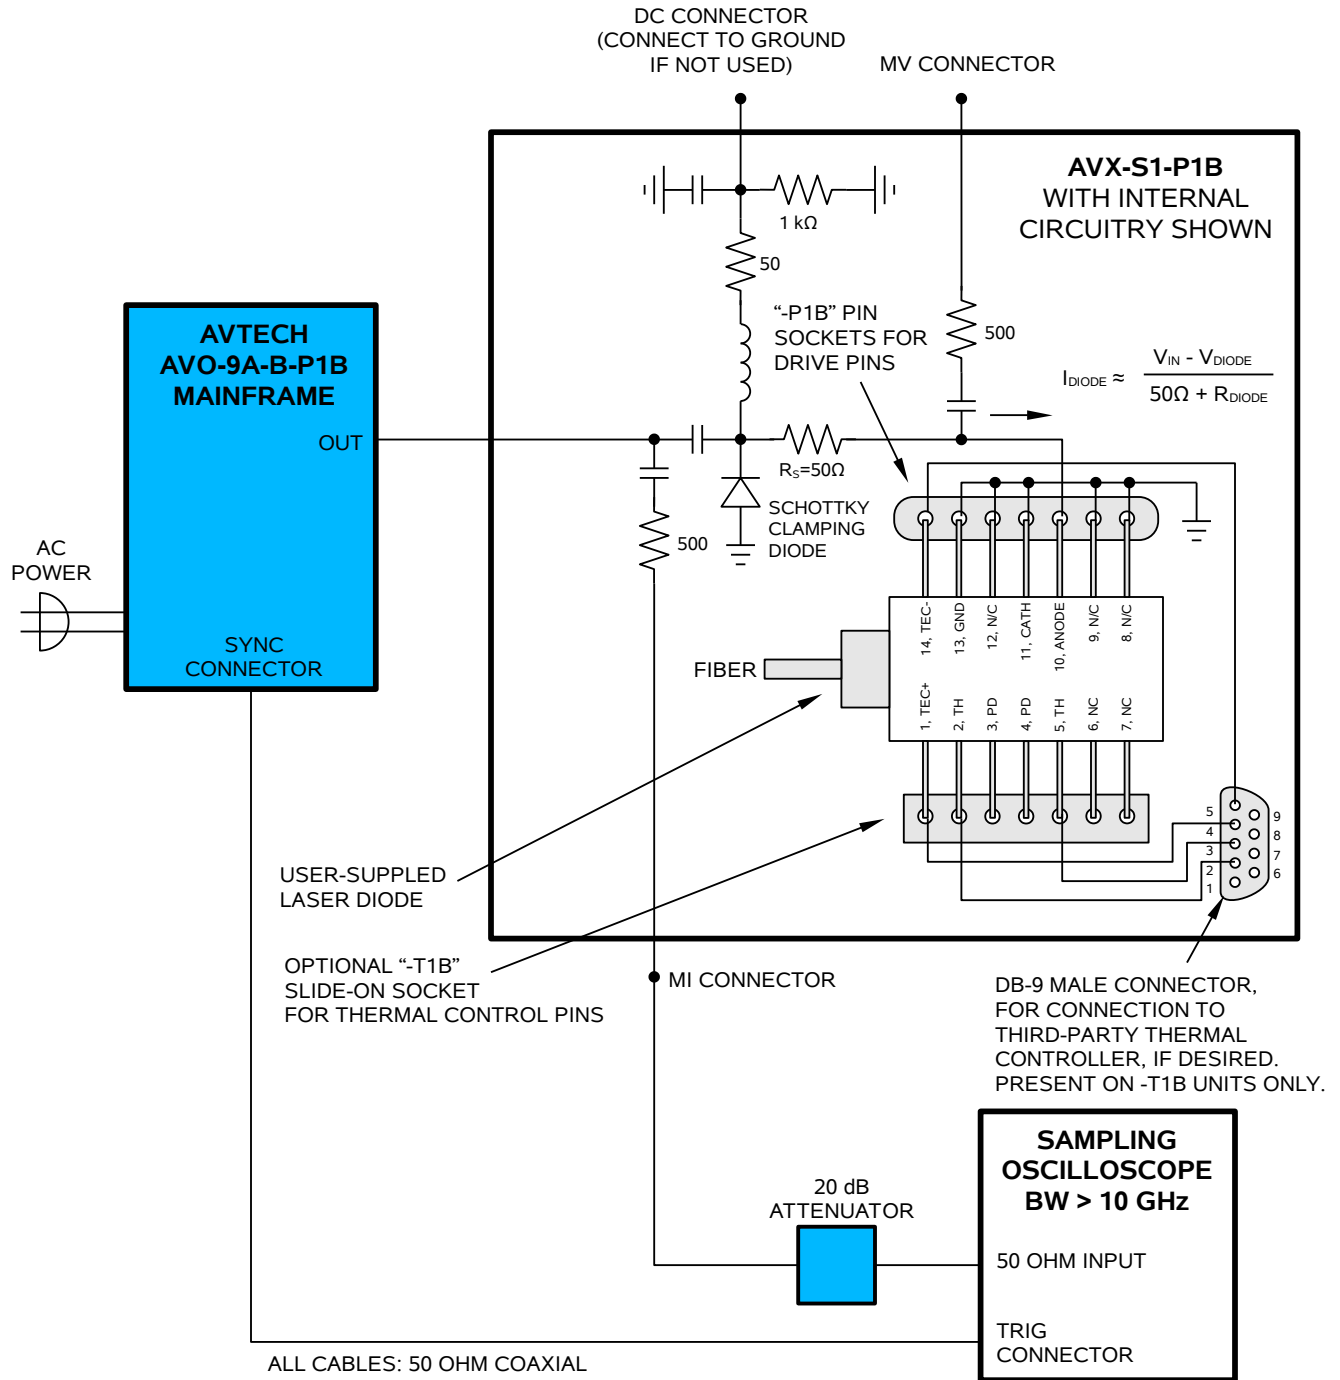 DC CONNECTOR
(CONNECT TO GROUND
IF NOT USED)
MV CONNECTOR
AVX-S1-P1B
WITH INTERNAL
CIRCUITRY SHOWN
1 kΩ
50
"-P1B" PIN
SOCKETS FOR
DRIVE PINS
500
IDIODE ≈ VIN - VDIODE
50Ω + RDIODE
AVTECH
AVO-9A-B-P1B
MAINFRAME
OUT
RS=50Ω
SCHOTTKY
CLAMPING
DIODE
500
AC
POWER
SYNC
CONNECTOR
FIBER
14, TEC-
13, GND
12, N/C
11, CATH
10, ANODE
9, N/C
8, N/C
1, TEC+
2, TH
3, PD
4, PD
5, TH
6, NC
7, NC
5
4
3
2
1
9
8
7
6
USER-SUPPLED
LASER DIODE
OPTIONAL “-T1B”
SLIDE-ON SOCKET
FOR THERMAL CONTROL PINS
MI CONNECTOR
DB-9 MALE CONNECTOR,
FOR CONNECTION TO
THIRD-PARTY THERMAL
CONTROLLER, IF DESIRED.
PRESENT ON -T1B UNITS ONLY.
20 dB
ATTENUATOR
SAMPLING
OSCILLOSCOPE
BW > 10 GHz
50 OHM INPUT
TRIG
CONNECTOR
ALL CABLES: 50 OHM COAXIAL